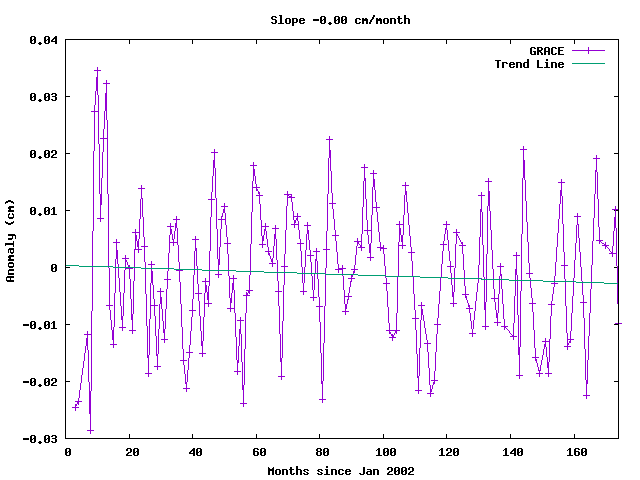 Slope -0.00 cm/month
GRACE
Trend Line
0.04
0.03
0.02
0.01
0
-0.01
-0.02
-0.03
Anomaly (cm)
0 20 40 60 80 100 120 140 160
Months since Jan 2002